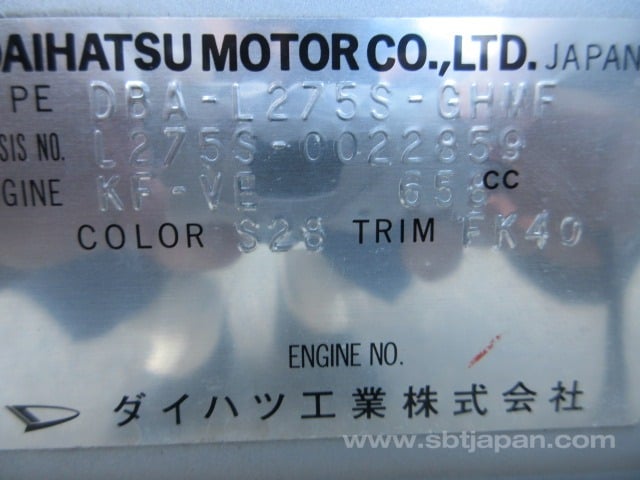 DAIHATSU MOTOR CO., LTD. JAPAN
PE DBA-L275S-GHMF
SIS NO. L275S-0022859
GINE KF-VE 658 CC
COLOR S28 TRIM FK40
ENGINE NO.
ダイハツ工業株式会社
www.sbtjapan.com